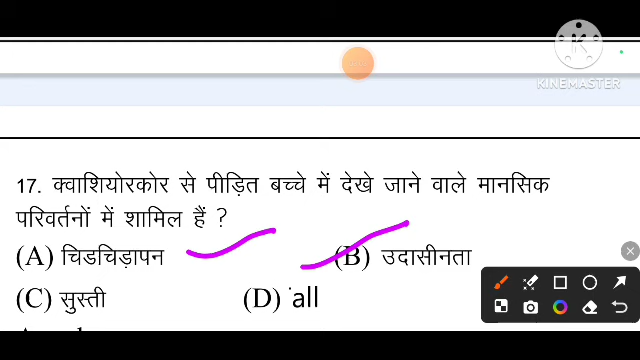 KINEMASTER
17. क्वाशियोरकोर से पीड़ित बच्चे में देखे जाने वाले मानसिक
परिवर्तनों में शामिल हैं ?
(A) चिडचिड़ापन (B) उदासीनता
(C) सुस्ती (D) all